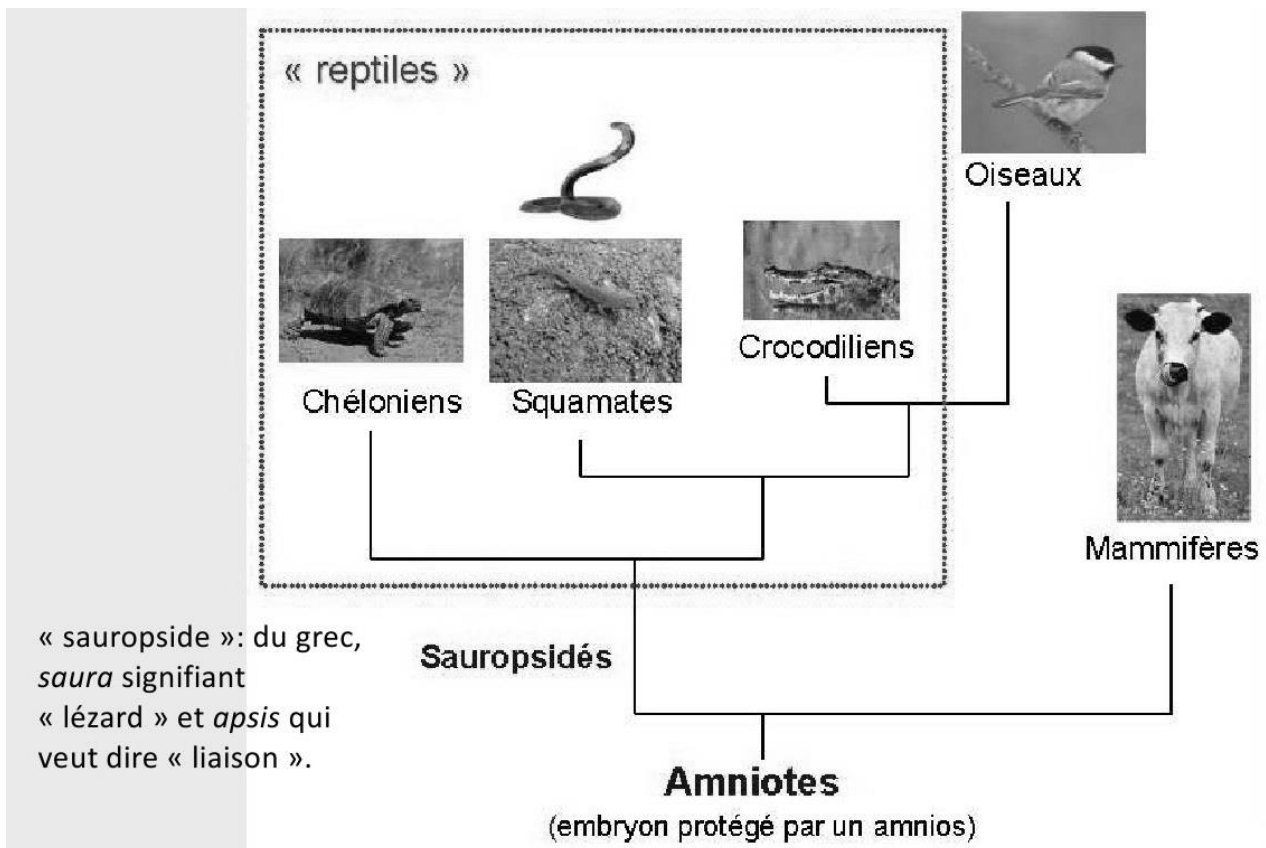 « reptiles »
Oiseaux
Crocodiliens
Chéloniens
Squamates
Mammifères
« sauropside »: du grec,
saura signifiant
« lézard » et apsis qui
veut dire « liaison ».
Sauropsidés
Amniotes
(embryon protégé par un amnios)